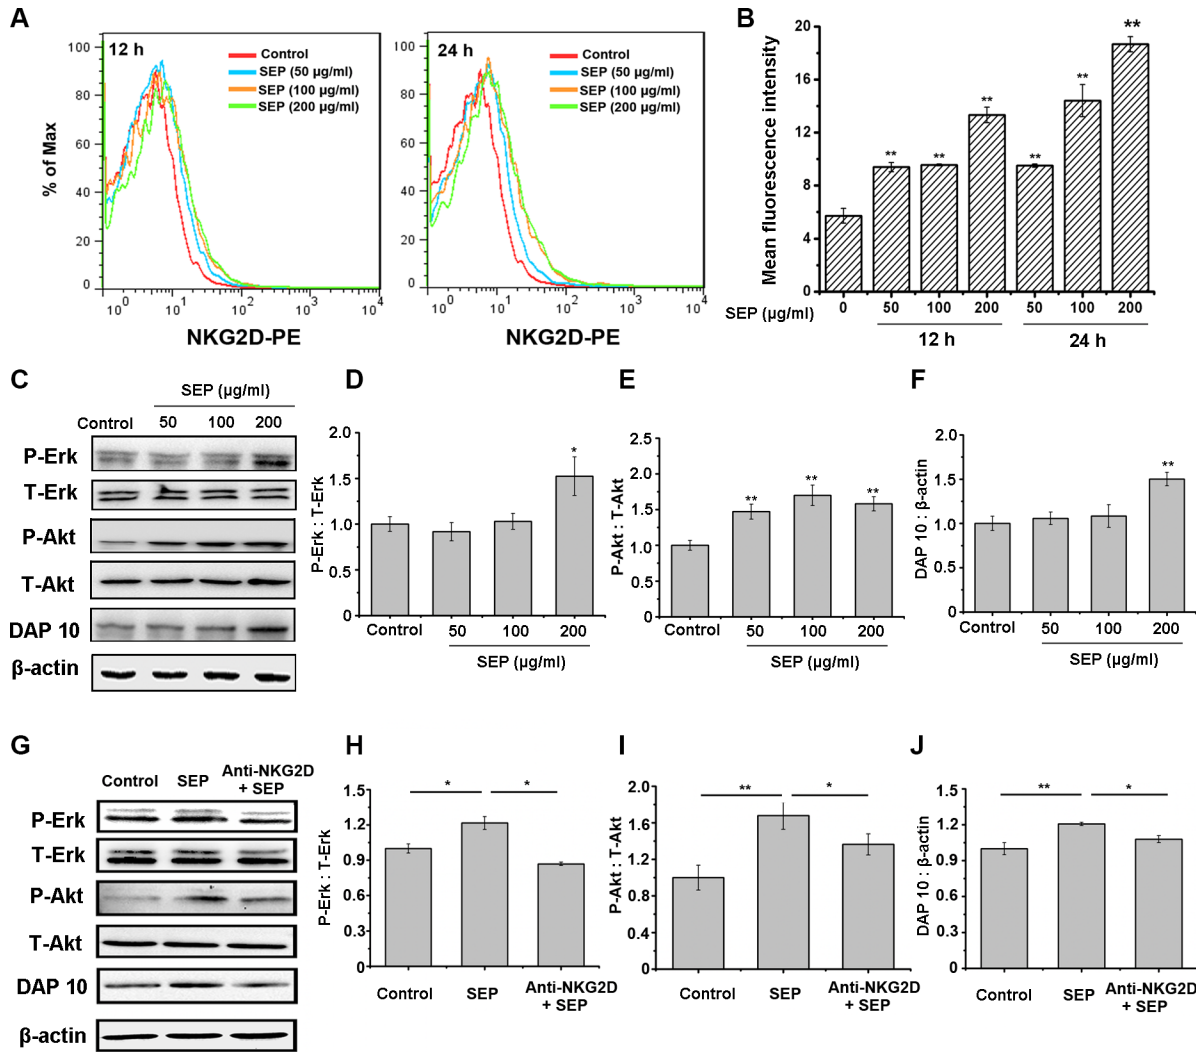 A
12 h
Control
SEP (50 µg/ml)
SEP (100 µg/ml)
SEP (200 µg/ml)
% of Max
100
80
60
40
20
0
10^0 10^1 10^2 10^3 10^4
24 h
Control
SEP (50 µg/ml)
SEP (100 µg/ml)
SEP (200 µg/ml)
100
80
60
40
20
0
10^0 10^1 10^2 10^3 10^4
NKG2D-PE NKG2D-PE
B
Mean fluorescence intensity
20
16
12
8
4
0
** ** ** ** ** **
SEP (µg/ml) 0 50 100 200 50 100 200
12 h 24 h
C
SEP (µg/ml)
Control 50 100 200
P-Erk
T-Erk
P-Akt
T-Akt
DAP 10
β-actin
D
P-Erk : T-Erk
2.0
1.5
1.0
0.5
0
*
Control 50 100 200
SEP (µg/ml)
E
P-Akt : T-Akt
2.5
2.0
1.5
1.0
0.5
0
** ** **
Control 50 100 200
SEP (µg/ml)
F
DAP 10 : β-actin
2.0
1.5
1.0
0.5
0
**
Control 50 100 200
SEP (µg/ml)
G
Control SEP Anti-NKG2D
+ SEP
P-Erk
T-Erk
P-Akt
T-Akt
DAP 10
β-actin
H
P-Erk : T-Erk
1.5
1.2
0.9
0.6
0.3
0
* *
Control SEP Anti-NKG2D
+ SEP
I
P-Akt : T-Akt
2.0
1.6
1.2
0.8
0.4
0
** *
Control SEP Anti-NKG2D
+ SEP
J
DAP 10 : β-actin
1.5
1.2
0.9
0.6
0.3
0
** *
Control SEP Anti-NKG2D
+ SEP